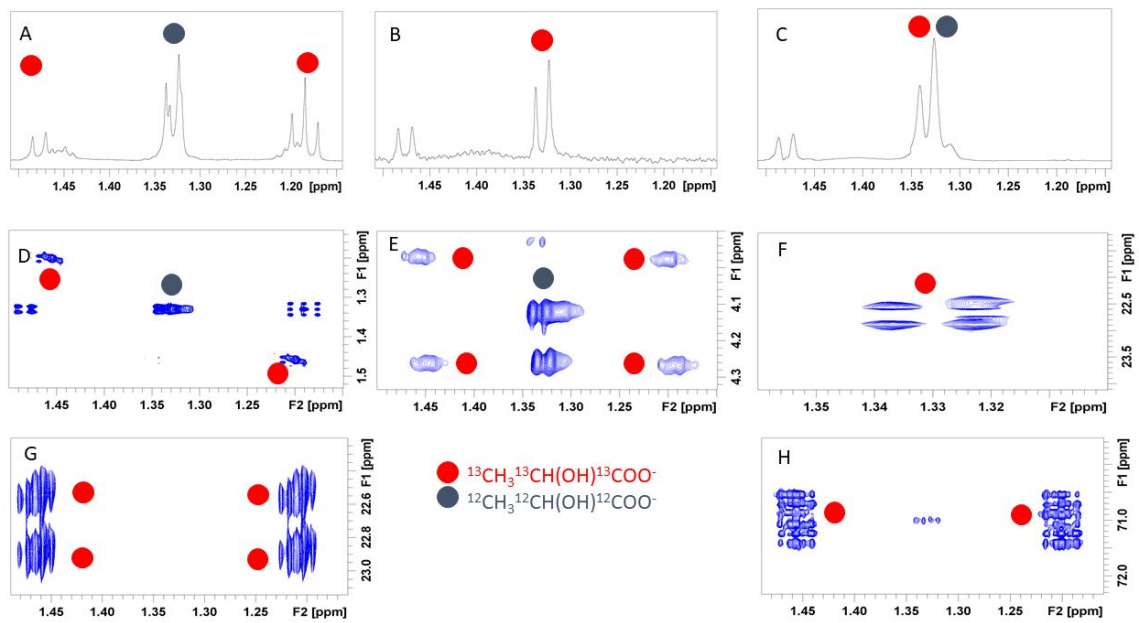 A
B
C
1.45 1.40 1.35 1.30 1.25 1.20 [ppm]
1.45 1.40 1.35 1.30 1.25 1.20 [ppm]
1.45 1.40 1.35 1.30 1.25 1.20 [ppm]
D
E
F
F1 [ppm]
1.3
1.4
1.5
F1 [ppm]
4.1
4.2
4.3
F1 [ppm]
22.5
23.5
1.45 1.40 1.35 1.30 1.25 F2 [ppm]
1.45 1.40 1.35 1.30 1.25 F2 [ppm]
1.35 1.34 1.33 1.32 F2 [ppm]
G
H
F1 [ppm]
22.6
22.8
23.0
¹³CH₃¹³CH(OH)¹³COO⁻
¹²CH₃¹²CH(OH)¹²COO⁻
F1 [ppm]
71.0
72.0
1.45 1.40 1.35 1.30 1.25 F2 [ppm]
1.45 1.40 1.35 1.30 1.25 F2 [ppm]